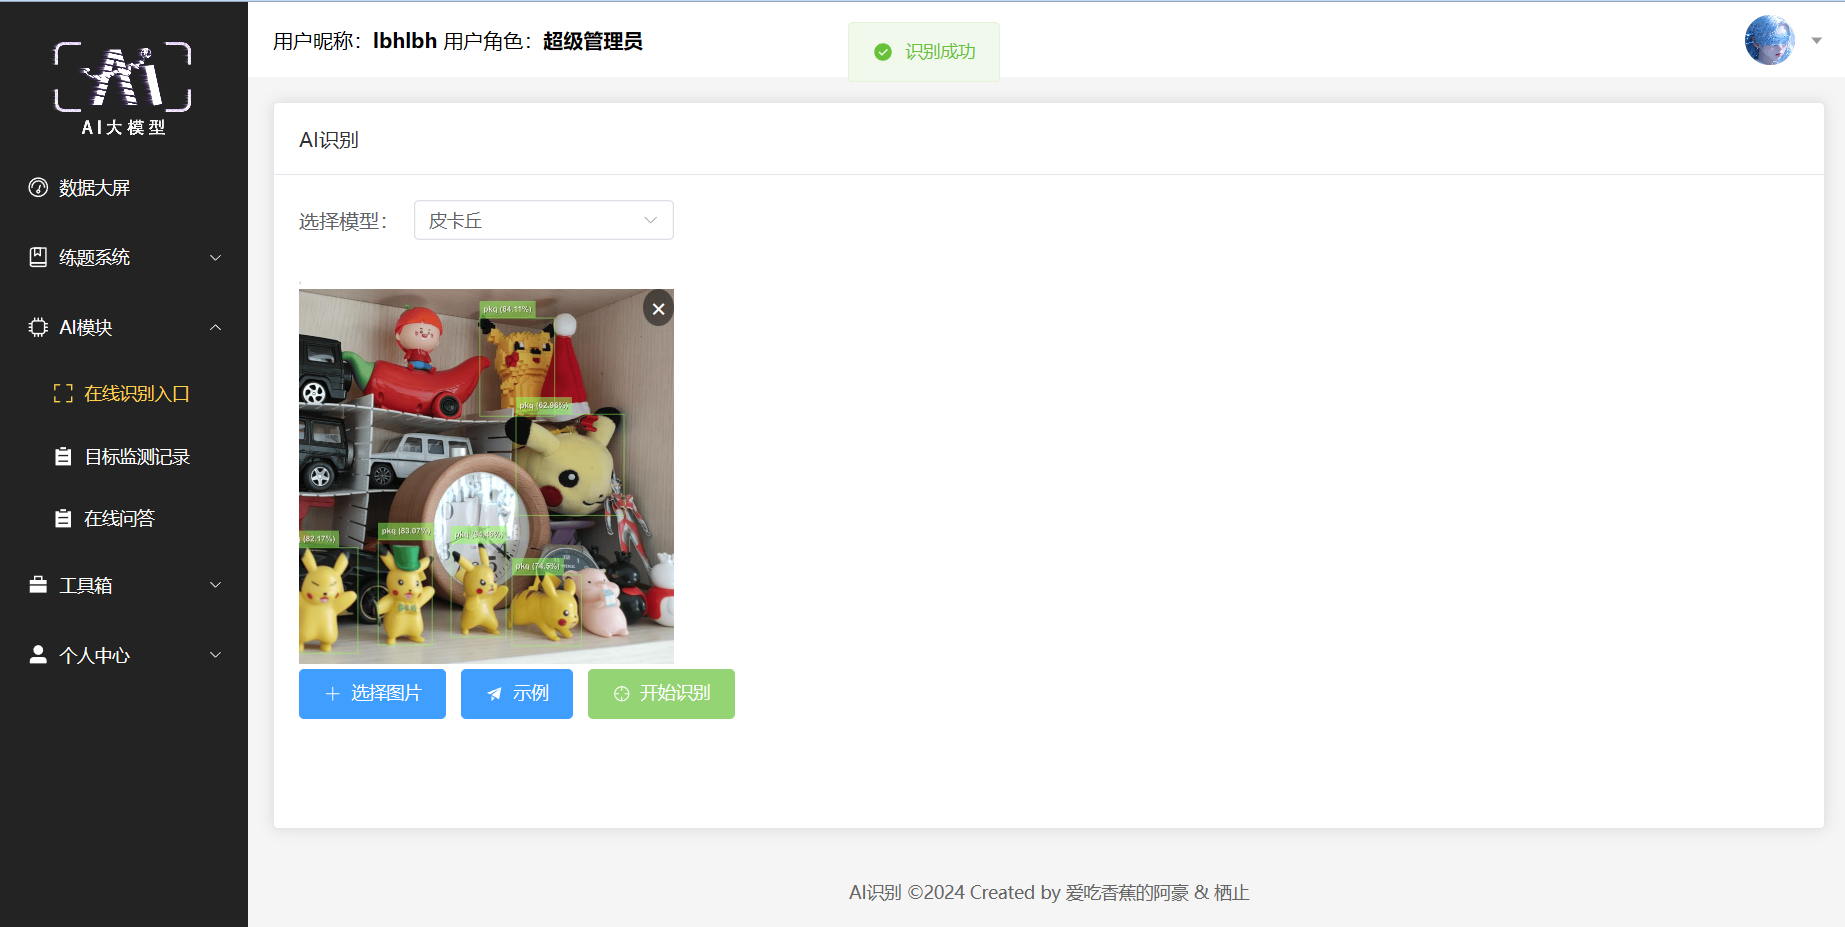 用户昵称：lbhlbh 用户角色：超级管理员
识别成功
AI大模型
数据大屏
练题系统
AI模块
在线识别入口
目标监测记录
在线问答
工具箱
个人中心
AI识别
选择模型：
皮卡丘
pkq (84.11%)
pkq (62.96%)
(82.17%)
pkq (83.07%)
pkq (74.5%)
选择图片
示例
开始识别
AI识别 ©2024 Created by 爱吃香蕉的阿豪 & 栖止